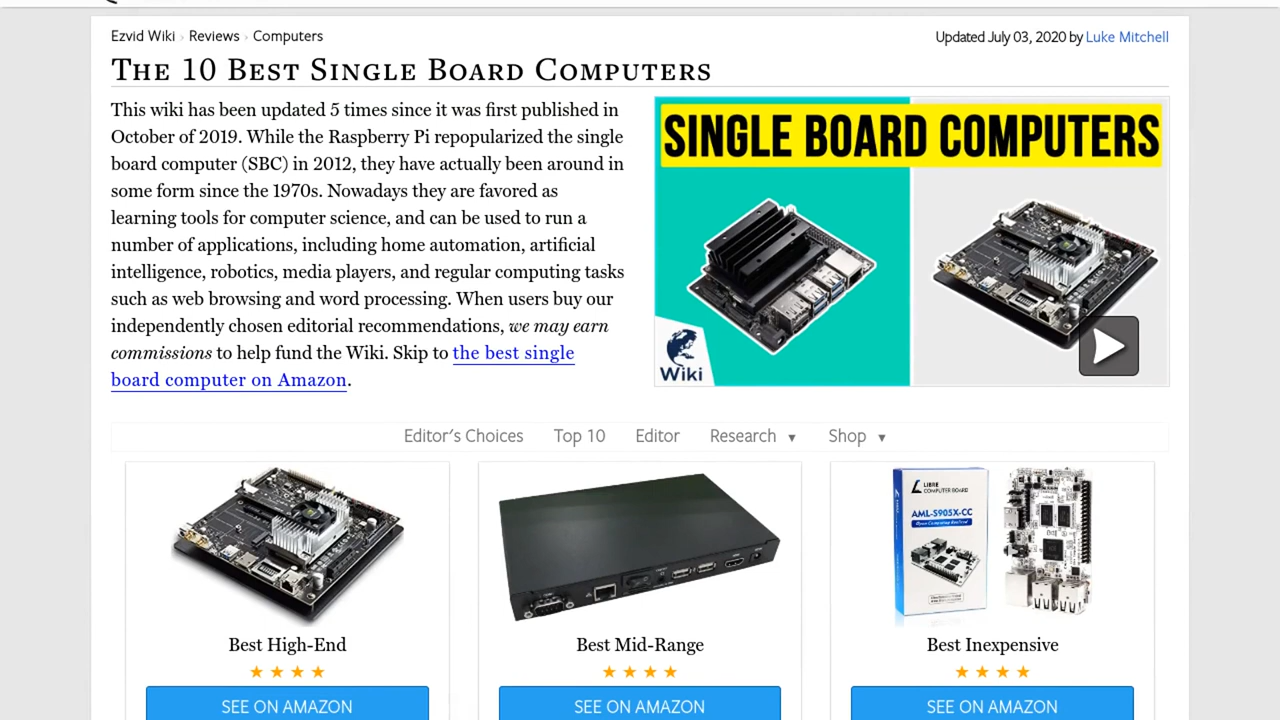 Ezvid Wiki › Reviews › Computers
Updated July 03, 2020 by Luke Mitchell
The 10 Best Single Board Computers
This wiki has been updated 5 times since it was first published in
October of 2019. While the Raspberry Pi repopularized the single
board computer (SBC) in 2012, they have actually been around in
some form since the 1970s. Nowadays they are favored as
learning tools for computer science, and can be used to run a
number of applications, including home automation, artificial
intelligence, robotics, media players, and regular computing tasks
such as web browsing and word processing. When users buy our
independently chosen editorial recommendations, we may earn
commissions to help fund the Wiki. Skip to the best single
board computer on Amazon.
SINGLE BOARD COMPUTERS
Wiki
Editor's Choices Top 10 Editor Research ▼ Shop ▼
LIBRE
COMPUTER BOARD
AML-S905X-CC
Best High-End
Best Mid-Range
Best Inexpensive
SEE ON AMAZON
SEE ON AMAZON
SEE ON AMAZON